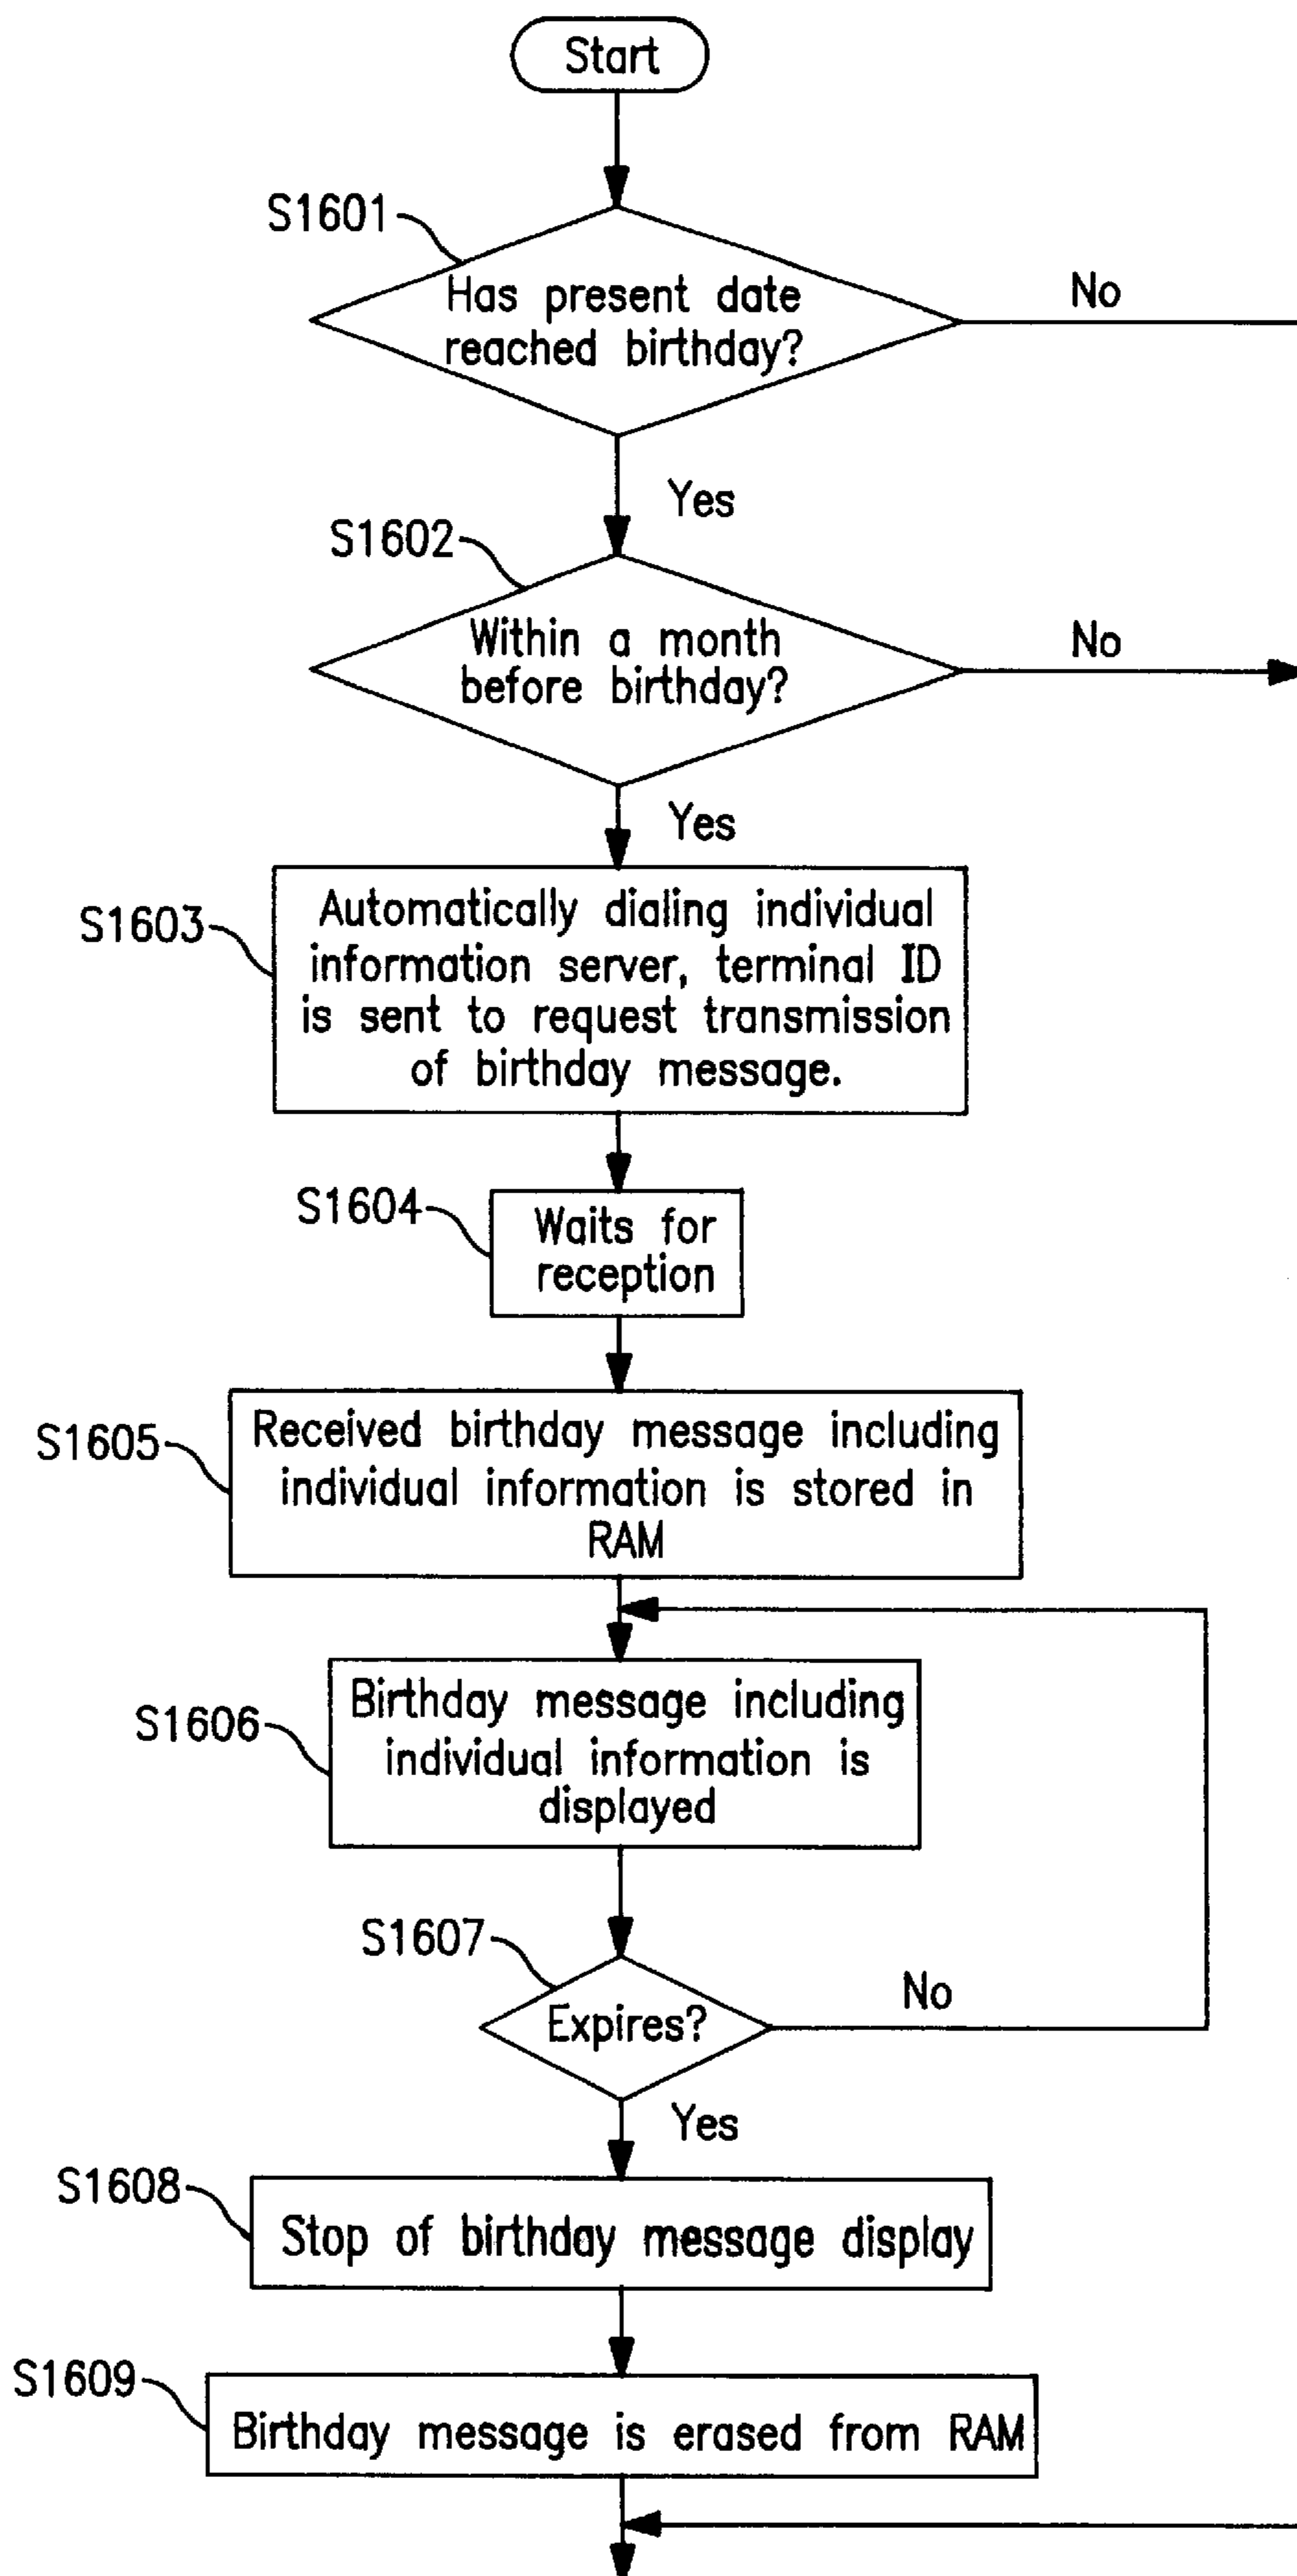 Start
S1601
Has present date
reached birthday?
No
Yes
S1602
Within a month
before birthday?
No
Yes
S1603
Automatically dialing individual
information server, terminal ID
is sent to request transmission
of birthday message.
S1604
Waits for
reception
S1605
Received birthday message including
individual information is stored in
RAM
S1606
Birthday message including
individual information is
displayed
S1607
Expires?
No
Yes
S1608
Stop of birthday message display
S1609
Birthday message is erased from RAM